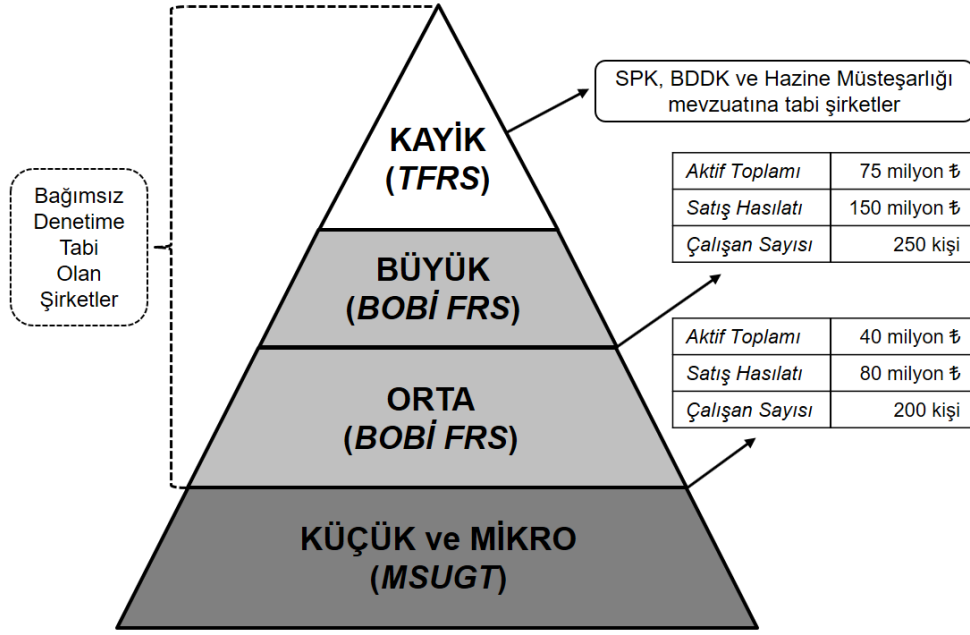 SPK, BDDK ve Hazine Müsteşarlığı
mevzuatına tabi şirketler
KAYİK
(TFRS)
Bağımsız
Denetime
Tabi
Olan
Şirketler
Aktif Toplamı 75 milyon ₺
Satış Hasılatı 150 milyon ₺
Çalışan Sayısı 250 kişi
BÜYÜK
(BOBİ FRS)
Aktif Toplamı 40 milyon ₺
Satış Hasılatı 80 milyon ₺
Çalışan Sayısı 200 kişi
ORTA
(BOBİ FRS)
KÜÇÜK ve MİKRO
(MSUGT)